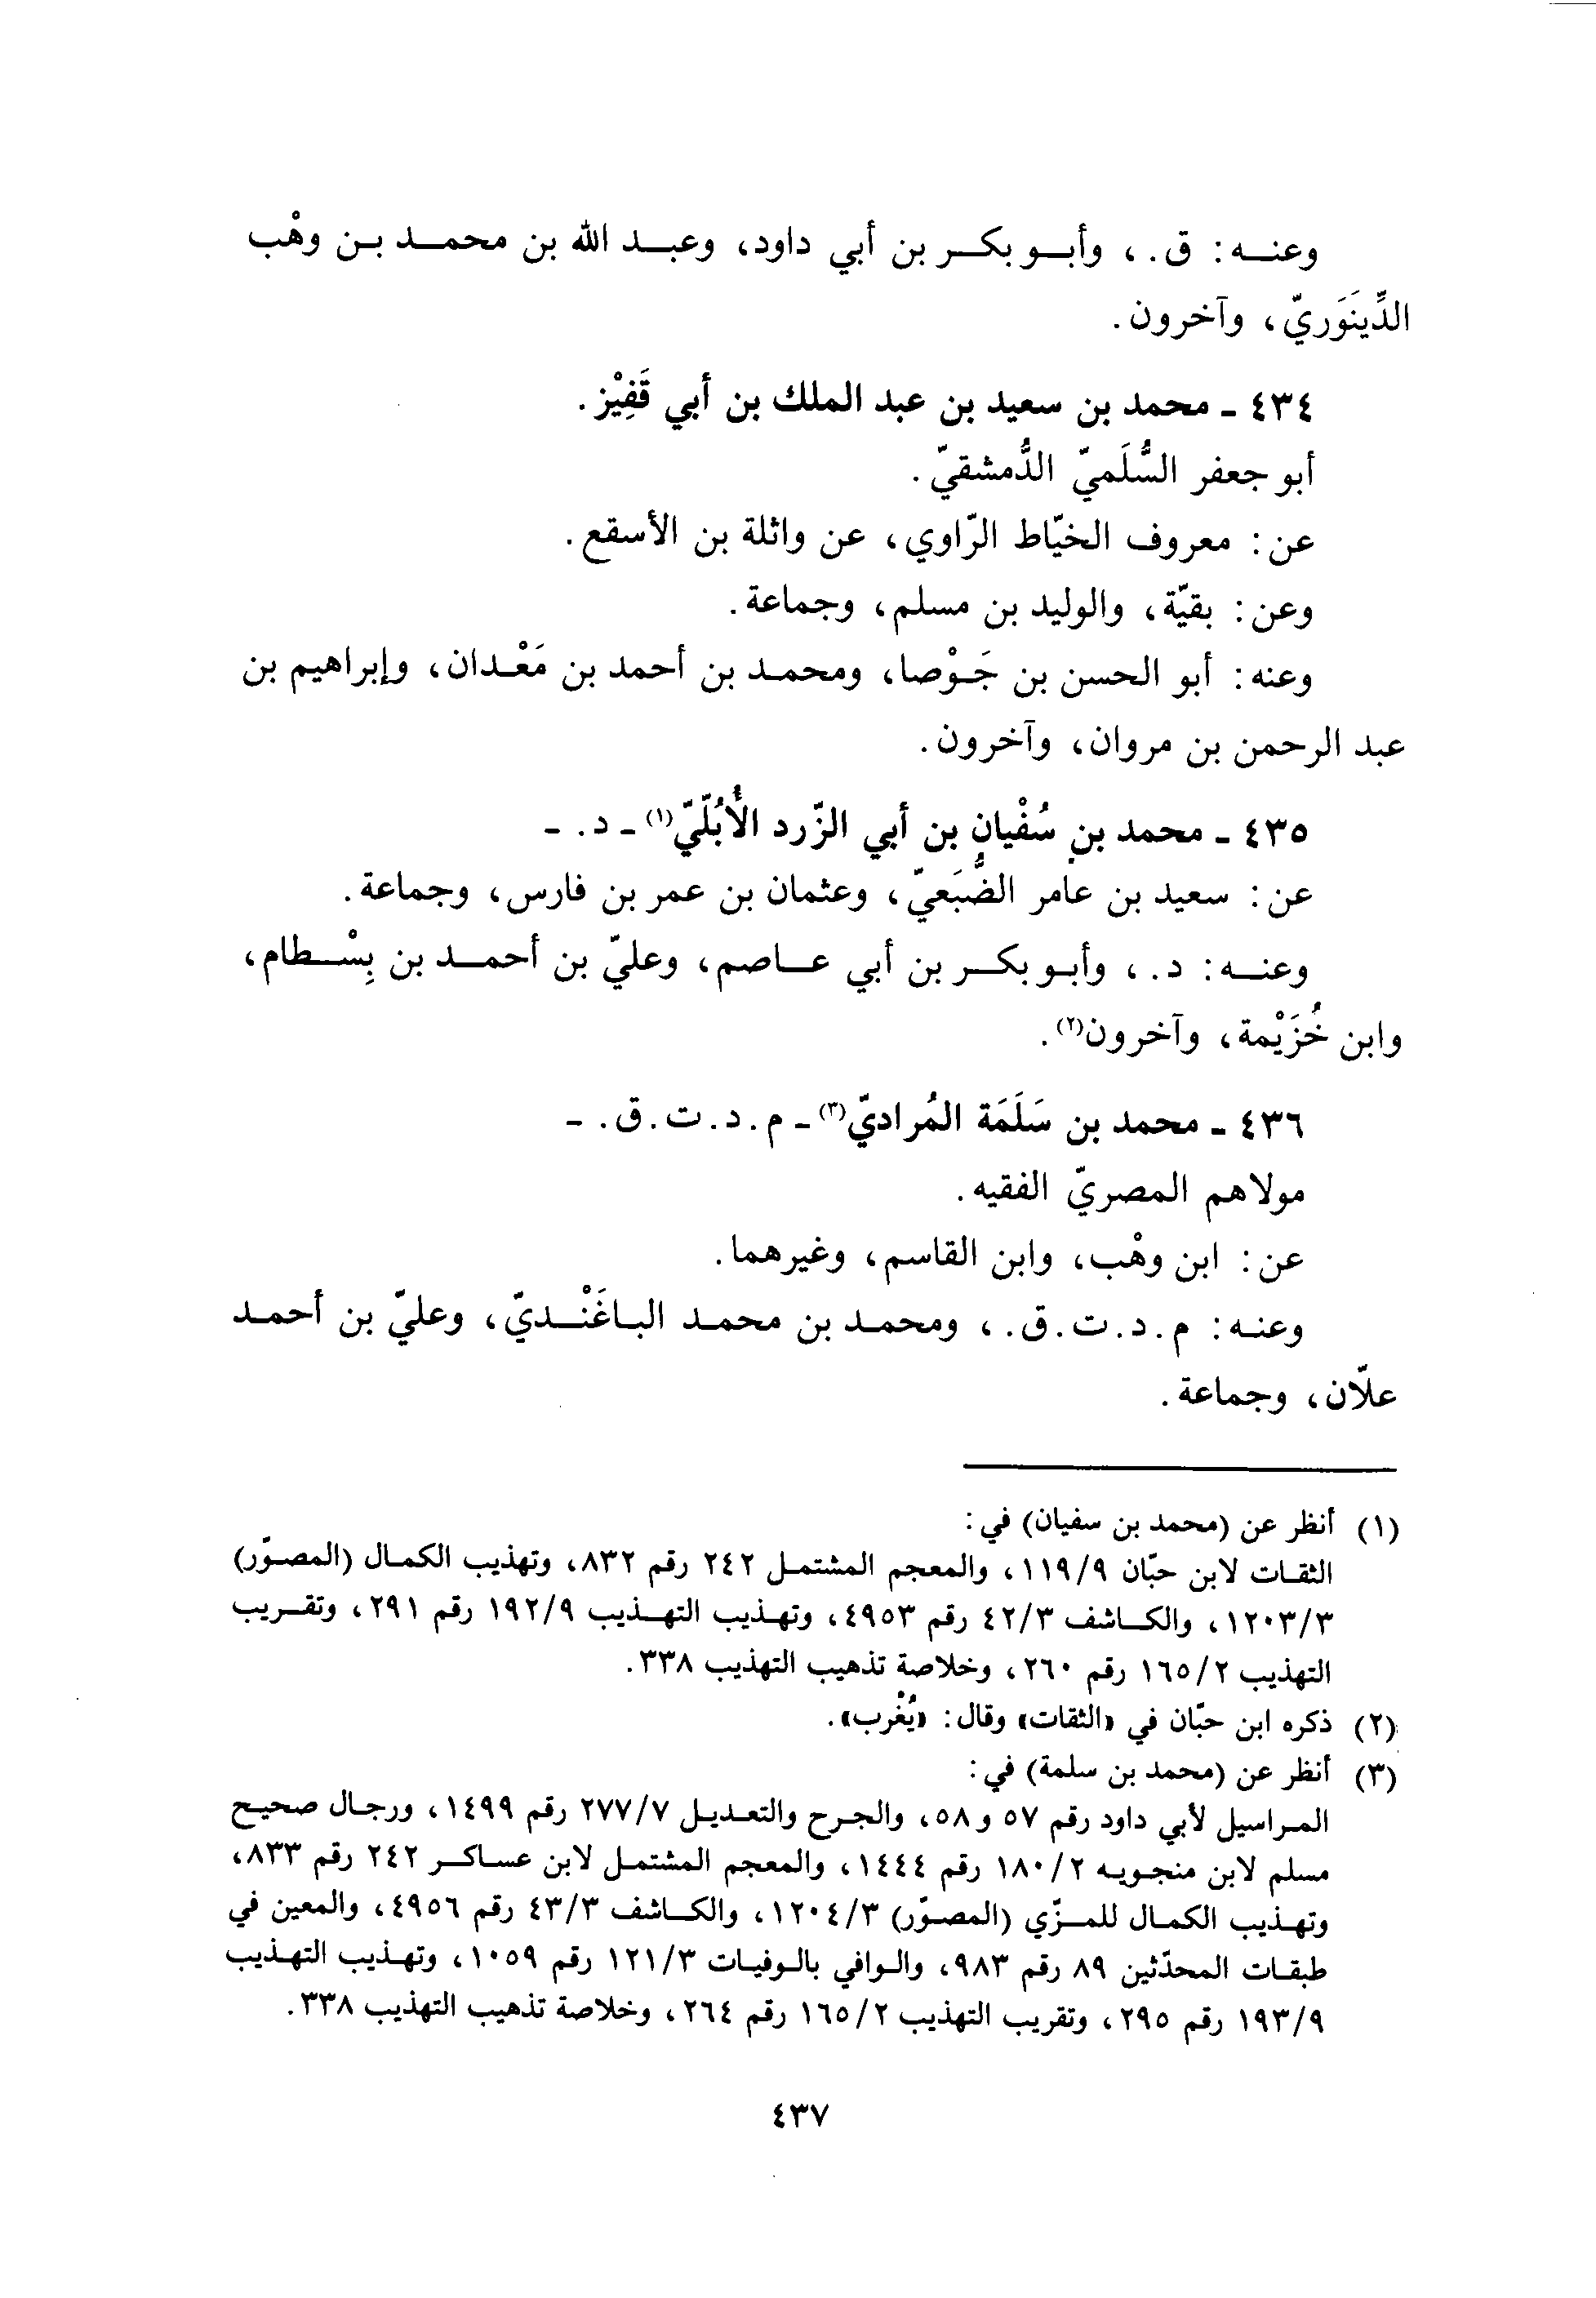 وعنه: ق.، وأبو بكر بن أبي داود، وعبد الله بن محمد بن وهْب
الدِّينَوَريّ، وآخرون.
٤٣٤ ـ محمد بن سعيد بن عبد الملك بن أبي قَفِيْز.
أبو جعفر السُّلَميّ الدُّمشقيّ.
عن: معروف الخيّاط الرّاوي، عن واثلة بن الأسقع.
وعن: بقيّة، والوليد بن مسلم، وجماعة.
وعنه: أبو الحسن بن جَوْصا، ومحمد بن أحمد بن مَعْدان، وإبراهيم بن
عبد الرحمن بن مروان، وآخرون.
٤٣٥ ـ محمد بن سُفْيان بن أبي الزّرد الأُبُلّيّ(١) ـ د. ـ
عن: سعيد بن عامر الضُّبَعيّ، وعثمان بن عمر بن فارس، وجماعة.
وعنه: د.، وأبو بكر بن أبي عاصم، وعليّ بن أحمد بن بِسْطام،
وابن خُزَيْمة، وآخرون(٢).
٤٣٦ ـ محمد بن سَلَمَة المُراديّ(٣) ـ م. د. ت. ق. ـ
مولاهم المصريّ الفقيه.
عن: ابن وهْب، وابن القاسم، وغيرهما.
وعنه: م. د. ت. ق.، ومحمد بن محمد الباغَنْديّ، وعليّ بن أحمد
علّان، وجماعة.
(١) أنظر عن (محمد بن سفيان) في:
الثقات لابن حبّان ١١٩/٩، والمعجم المشتمل ٢٤٢ رقم ٨٣٢، وتهذيب الكمال (المصوّر)
١٢٠٣/٣، والكاشف ٤٢/٣ رقم ٤٩٥٣، وتهذيب التهذيب ١٩٢/٩ رقم ٢٩١، وتقريب
التهذيب ١٦٥/٢ رقم ٢٦٠، وخلاصة تذهيب التهذيب ٣٣٨.
(٢) ذكره ابن حبّان في «الثقات» وقال: «يُغْرب».
(٣) أنظر عن (محمد بن سلمة) في:
المراسيل لأبي داود رقم ٥٧ و٥٨، والجرح والتعديل ٢٧٧/٧ رقم ١٤٩٩، ورجال صحيح
مسلم لابن منجويه ١٨٠/٢ رقم ١٤٤٤، والمعجم المشتمل لابن عساكر ٢٤٢ رقم ٨٣٣،
وتهذيب الكمال للمزّي (المصوّر) ١٢٠٤/٣، والكاشف ٤٣/٣ رقم ٤٩٥٦، والمعين في
طبقات المحدّثين ٨٩ رقم ٩٨٣، والوافي بالوفيات ١٢١/٣ رقم ١٠٥٩، وتهذيب التهذيب
١٩٣/٩ رقم ٢٩٥، وتقريب التهذيب ١٦٥/٢ رقم ٢٦٤، وخلاصة تذهيب التهذيب ٣٣٨.
٤٣٧